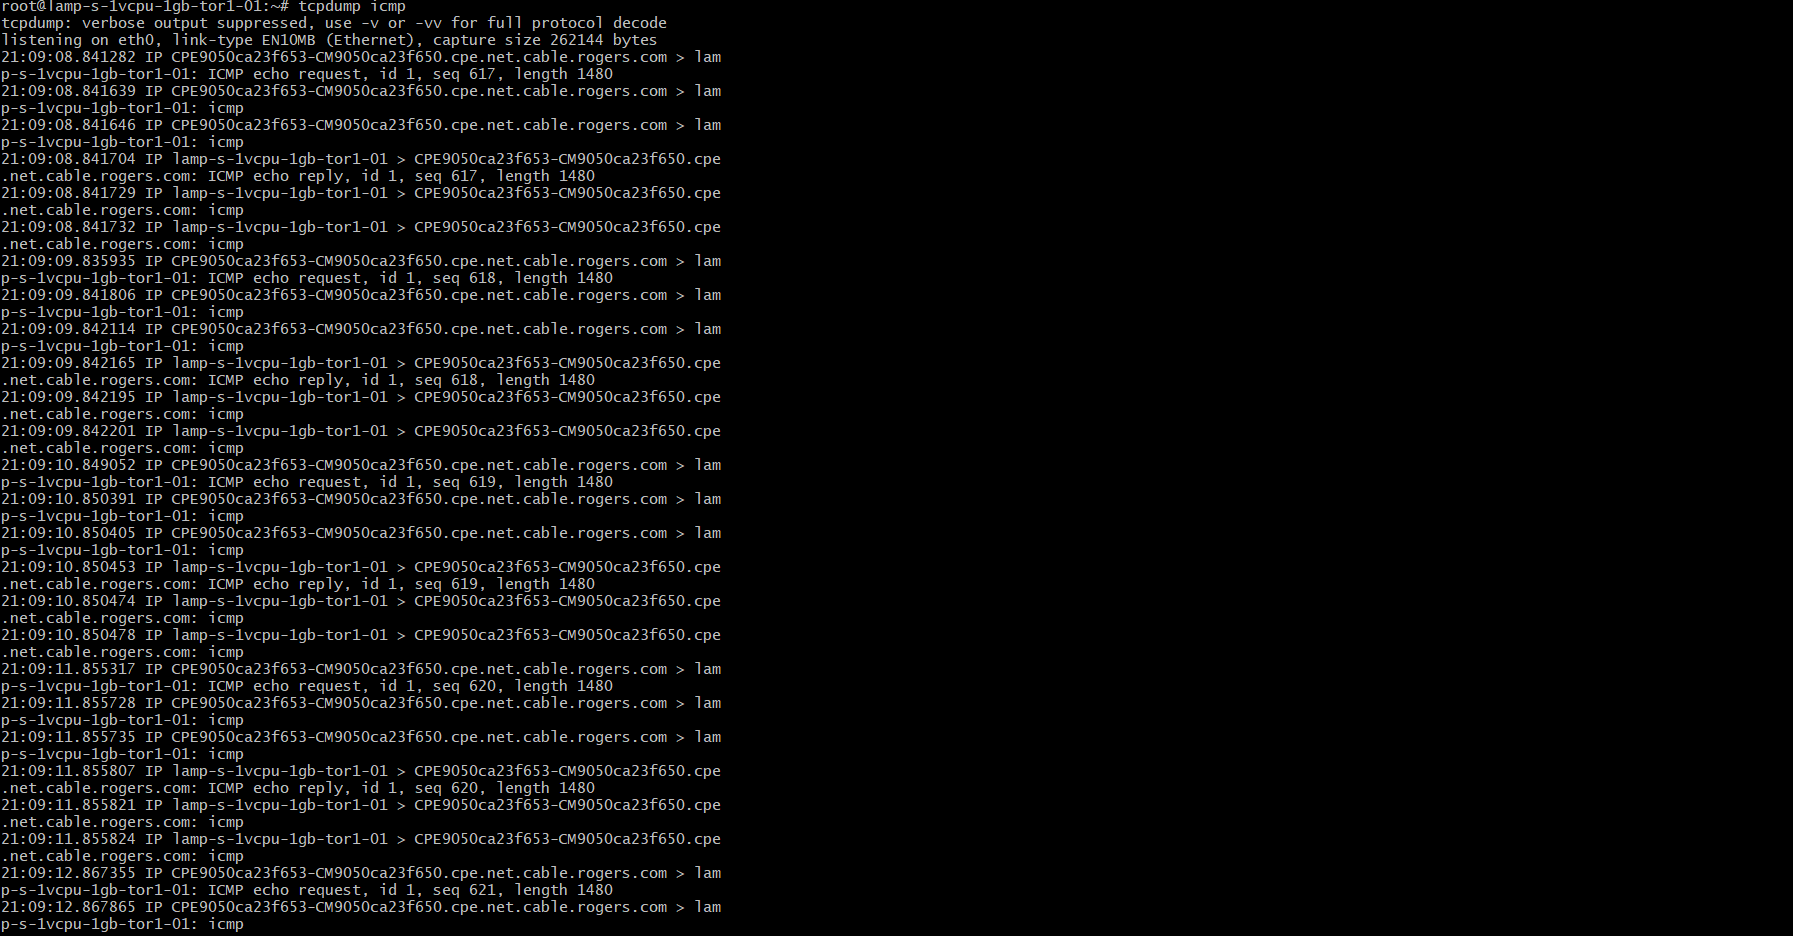 root@lamp-s-1vcpu-1gb-tor1-01:~# tcpdump icmp
tcpdump: verbose output suppressed, use -v or -vv for full protocol decode
listening on eth0, link-type EN10MB (Ethernet), capture size 262144 bytes
21:09:08.841282 IP CPE9050ca23f653-CM9050ca23f650.cpe.net.cable.rogers.com > lam
p-s-1vcpu-1gb-tor1-01: ICMP echo request, id 1, seq 617, length 1480
21:09:08.841639 IP CPE9050ca23f653-CM9050ca23f650.cpe.net.cable.rogers.com > lam
p-s-1vcpu-1gb-tor1-01: icmp
21:09:08.841646 IP CPE9050ca23f653-CM9050ca23f650.cpe.net.cable.rogers.com > lam
p-s-1vcpu-1gb-tor1-01: icmp
21:09:08.841704 IP lamp-s-1vcpu-1gb-tor1-01 > CPE9050ca23f653-CM9050ca23f650.cpe
.net.cable.rogers.com: ICMP echo reply, id 1, seq 617, length 1480
21:09:08.841729 IP lamp-s-1vcpu-1gb-tor1-01 > CPE9050ca23f653-CM9050ca23f650.cpe
.net.cable.rogers.com: icmp
21:09:08.841732 IP lamp-s-1vcpu-1gb-tor1-01 > CPE9050ca23f653-CM9050ca23f650.cpe
.net.cable.rogers.com: icmp
21:09:09.835935 IP CPE9050ca23f653-CM9050ca23f650.cpe.net.cable.rogers.com > lam
p-s-1vcpu-1gb-tor1-01: ICMP echo request, id 1, seq 618, length 1480
21:09:09.841806 IP CPE9050ca23f653-CM9050ca23f650.cpe.net.cable.rogers.com > lam
p-s-1vcpu-1gb-tor1-01: icmp
21:09:09.842114 IP CPE9050ca23f653-CM9050ca23f650.cpe.net.cable.rogers.com > lam
p-s-1vcpu-1gb-tor1-01: icmp
21:09:09.842165 IP lamp-s-1vcpu-1gb-tor1-01 > CPE9050ca23f653-CM9050ca23f650.cpe
.net.cable.rogers.com: ICMP echo reply, id 1, seq 618, length 1480
21:09:09.842195 IP lamp-s-1vcpu-1gb-tor1-01 > CPE9050ca23f653-CM9050ca23f650.cpe
.net.cable.rogers.com: icmp
21:09:09.842201 IP lamp-s-1vcpu-1gb-tor1-01 > CPE9050ca23f653-CM9050ca23f650.cpe
.net.cable.rogers.com: icmp
21:09:10.849052 IP CPE9050ca23f653-CM9050ca23f650.cpe.net.cable.rogers.com > lam
p-s-1vcpu-1gb-tor1-01: ICMP echo request, id 1, seq 619, length 1480
21:09:10.850391 IP CPE9050ca23f653-CM9050ca23f650.cpe.net.cable.rogers.com > lam
p-s-1vcpu-1gb-tor1-01: icmp
21:09:10.850405 IP CPE9050ca23f653-CM9050ca23f650.cpe.net.cable.rogers.com > lam
p-s-1vcpu-1gb-tor1-01: icmp
21:09:10.850453 IP lamp-s-1vcpu-1gb-tor1-01 > CPE9050ca23f653-CM9050ca23f650.cpe
.net.cable.rogers.com: ICMP echo reply, id 1, seq 619, length 1480
21:09:10.850474 IP lamp-s-1vcpu-1gb-tor1-01 > CPE9050ca23f653-CM9050ca23f650.cpe
.net.cable.rogers.com: icmp
21:09:10.850478 IP lamp-s-1vcpu-1gb-tor1-01 > CPE9050ca23f653-CM9050ca23f650.cpe
.net.cable.rogers.com: icmp
21:09:11.855317 IP CPE9050ca23f653-CM9050ca23f650.cpe.net.cable.rogers.com > lam
p-s-1vcpu-1gb-tor1-01: ICMP echo request, id 1, seq 620, length 1480
21:09:11.855728 IP CPE9050ca23f653-CM9050ca23f650.cpe.net.cable.rogers.com > lam
p-s-1vcpu-1gb-tor1-01: icmp
21:09:11.855735 IP CPE9050ca23f653-CM9050ca23f650.cpe.net.cable.rogers.com > lam
p-s-1vcpu-1gb-tor1-01: icmp
21:09:11.855807 IP lamp-s-1vcpu-1gb-tor1-01 > CPE9050ca23f653-CM9050ca23f650.cpe
.net.cable.rogers.com: ICMP echo reply, id 1, seq 620, length 1480
21:09:11.855821 IP lamp-s-1vcpu-1gb-tor1-01 > CPE9050ca23f653-CM9050ca23f650.cpe
.net.cable.rogers.com: icmp
21:09:11.855824 IP lamp-s-1vcpu-1gb-tor1-01 > CPE9050ca23f653-CM9050ca23f650.cpe
.net.cable.rogers.com: icmp
21:09:12.867355 IP CPE9050ca23f653-CM9050ca23f650.cpe.net.cable.rogers.com > lam
p-s-1vcpu-1gb-tor1-01: ICMP echo request, id 1, seq 621, length 1480
21:09:12.867865 IP CPE9050ca23f653-CM9050ca23f650.cpe.net.cable.rogers.com > lam
p-s-1vcpu-1gb-tor1-01: icmp